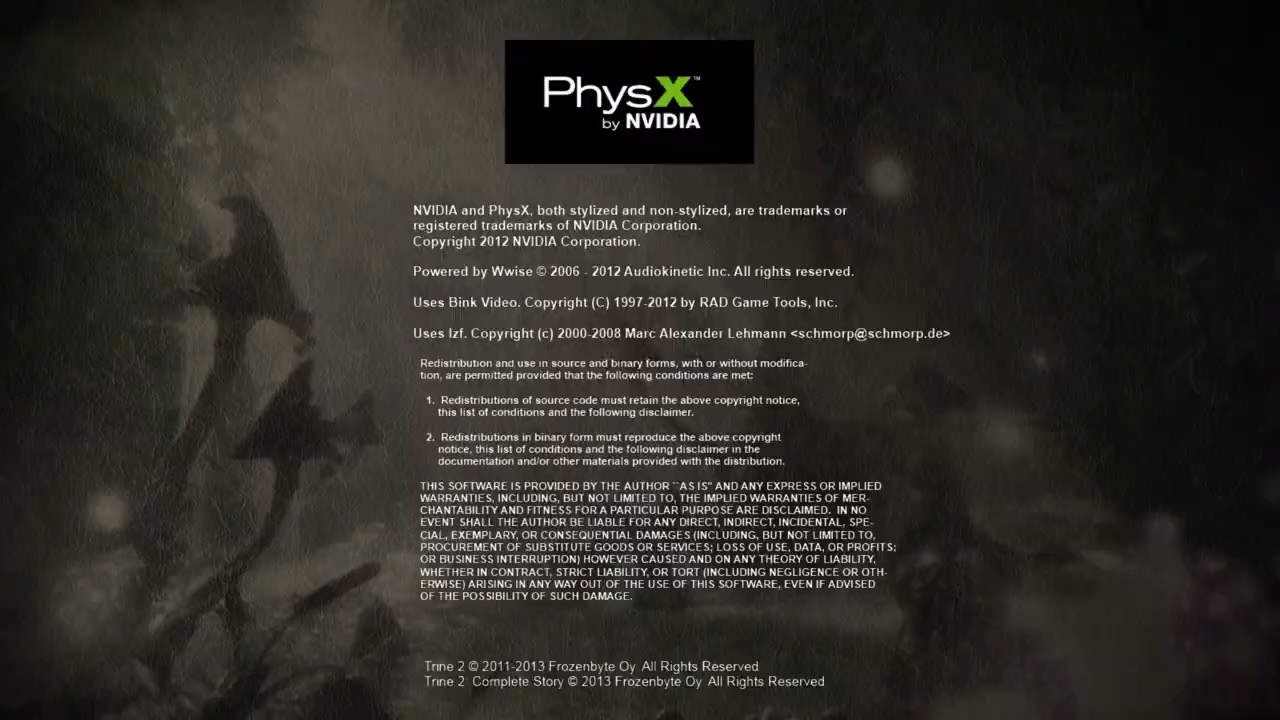 PhysX™
by NVIDIA
NVIDIA and PhysX, both stylized and non-stylized, are trademarks or
registered trademarks of NVIDIA Corporation.
Copyright 2012 NVIDIA Corporation.
Powered by Wwise © 2006 - 2012 Audiokinetic Inc. All rights reserved.
Uses Bink Video. Copyright (C) 1997-2012 by RAD Game Tools, Inc.
Uses lzf. Copyright (c) 2000-2008 Marc Alexander Lehmann <schmorp@schmorp.de>
Redistribution and use in source and binary forms, with or without modifica-
tion, are permitted provided that the following conditions are met:
1. Redistributions of source code must retain the above copyright notice,
this list of conditions and the following disclaimer.
2. Redistributions in binary form must reproduce the above copyright
notice, this list of conditions and the following disclaimer in the
documentation and/or other materials provided with the distribution.
THIS SOFTWARE IS PROVIDED BY THE AUTHOR ``AS IS'' AND ANY EXPRESS OR IMPLIED
WARRANTIES, INCLUDING, BUT NOT LIMITED TO, THE IMPLIED WARRANTIES OF MER-
CHANTABILITY AND FITNESS FOR A PARTICULAR PURPOSE ARE DISCLAIMED. IN NO
EVENT SHALL THE AUTHOR BE LIABLE FOR ANY DIRECT, INDIRECT, INCIDENTAL, SPE-
CIAL, EXEMPLARY, OR CONSEQUENTIAL DAMAGES (INCLUDING, BUT NOT LIMITED TO,
PROCUREMENT OF SUBSTITUTE GOODS OR SERVICES; LOSS OF USE, DATA, OR PROFITS;
OR BUSINESS INTERRUPTION) HOWEVER CAUSED AND ON ANY THEORY OF LIABILITY,
WHETHER IN CONTRACT, STRICT LIABILITY, OR TORT (INCLUDING NEGLIGENCE OR OTH-
ERWISE) ARISING IN ANY WAY OUT OF THE USE OF THIS SOFTWARE, EVEN IF ADVISED
OF THE POSSIBILITY OF SUCH DAMAGE.
Trine 2 © 2011-2013 Frozenbyte Oy. All Rights Reserved
Trine 2: Complete Story © 2013 Frozenbyte Oy. All Rights Reserved